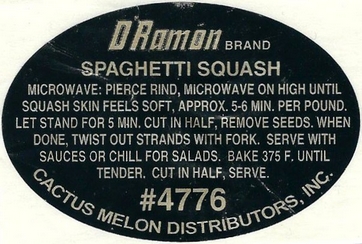 D'Ramon BRAND
SPAGHETTI SQUASH
MICROWAVE: PIERCE RIND, MICROWAVE ON HIGH UNTIL
SQUASH SKIN FEELS SOFT, APPROX. 5-6 MIN. PER POUND.
LET STAND FOR 5 MIN. CUT IN HALF, REMOVE SEEDS. WHEN
DONE, TWIST OUT STRANDS WITH FORK. SERVE WITH
SAUCES OR CHILL FOR SALADS. BAKE 375 F. UNTIL
TENDER. CUT IN HALF, SERVE.
#4776
CACTUS MELON DISTRIBUTORS, INC.